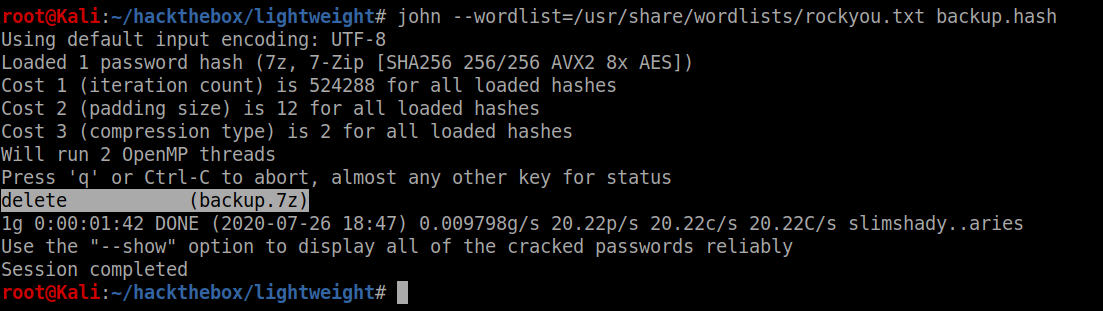 root@Kali:~/hackthebox/lightweight# john --wordlist=/usr/share/wordlists/rockyou.txt backup.hash
Using default input encoding: UTF-8
Loaded 1 password hash (7z, 7-Zip [SHA256 256/256 AVX2 8x AES])
Cost 1 (iteration count) is 524288 for all loaded hashes
Cost 2 (padding size) is 12 for all loaded hashes
Cost 3 (compression type) is 2 for all loaded hashes
Will run 2 OpenMP threads
Press 'q' or Ctrl-C to abort, almost any other key for status
delete           (backup.7z)
1g 0:00:01:42 DONE (2020-07-26 18:47) 0.009798g/s 20.22p/s 20.22c/s 20.22C/s slimshady..aries
Use the "--show" option to display all of the cracked passwords reliably
Session completed
root@Kali:~/hackthebox/lightweight#